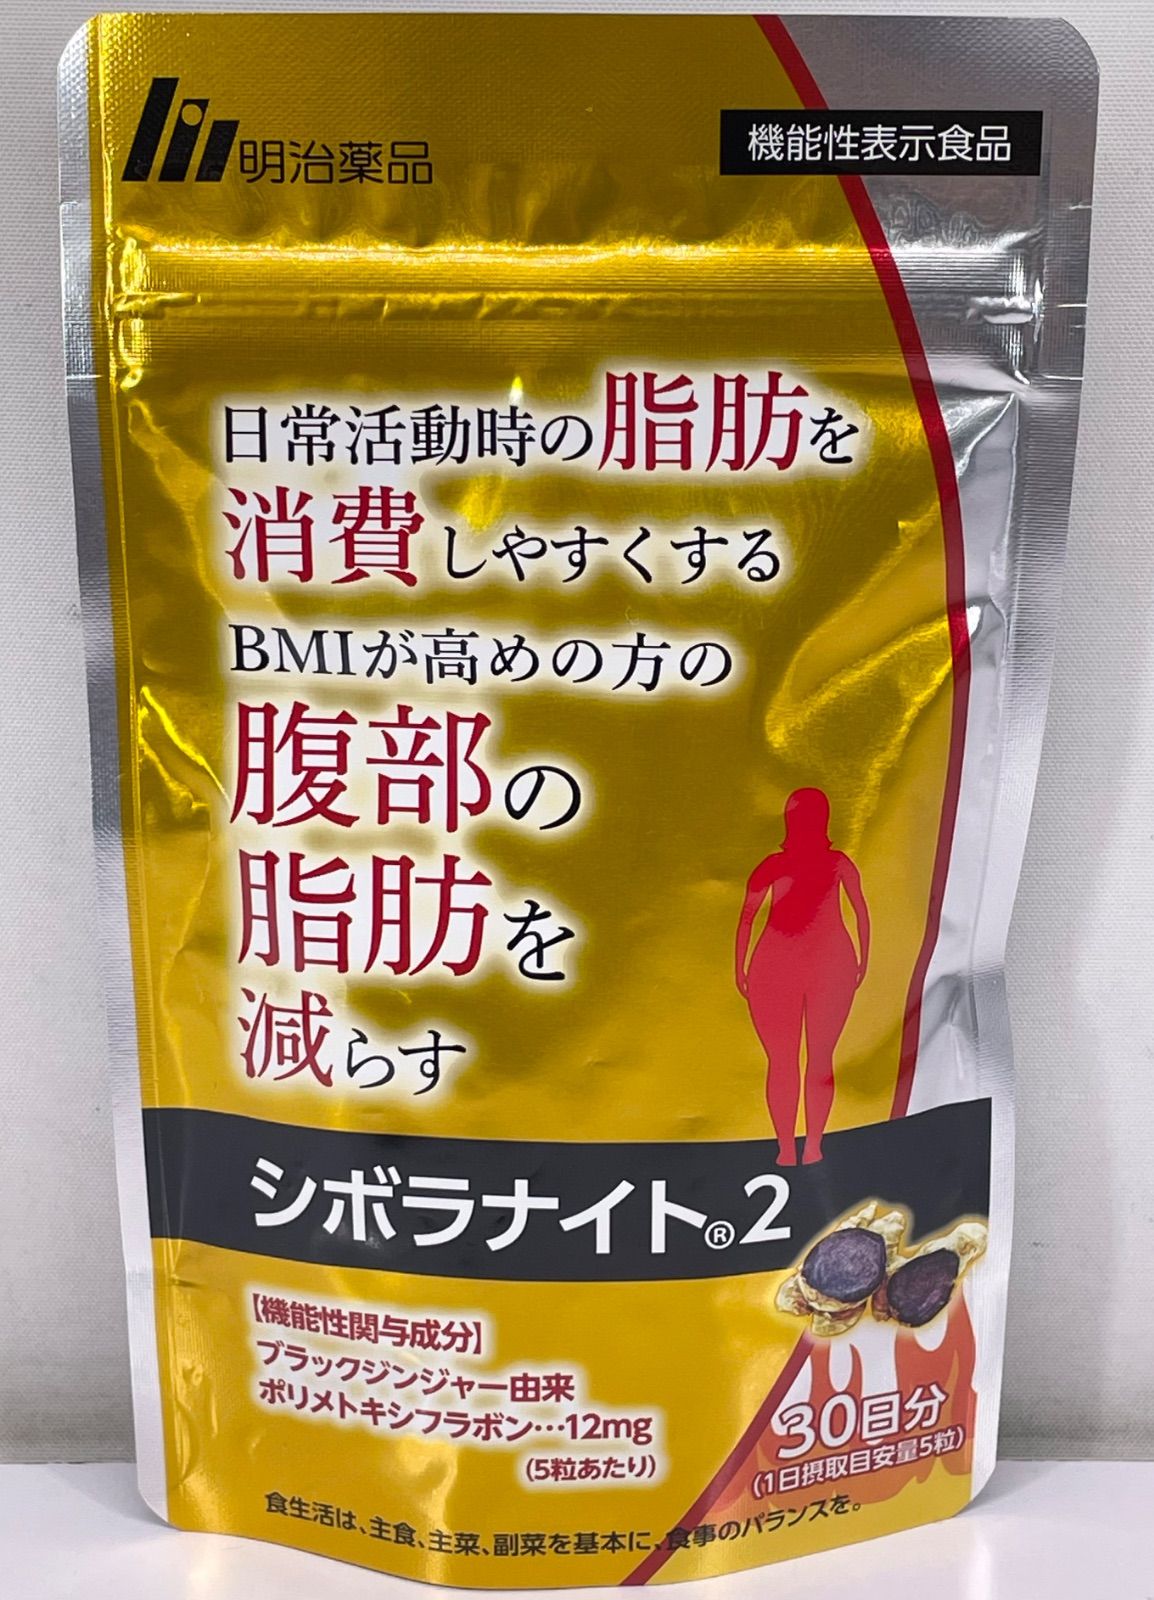 明治薬品
機能性表示食品
日常活動時の脂肪を
消費しやすくする
BMIが高めの方の
腹部の
脂肪を
減らす
シボラナイト®2
【機能性関与成分】
ブラックジンジャー由来
ポリメトキシフラボン…12mg
(5粒あたり)
30日分
(1日摂取目安量5粒)
食生活は、主食、主菜、副菜を基本に、食事のバランスを。